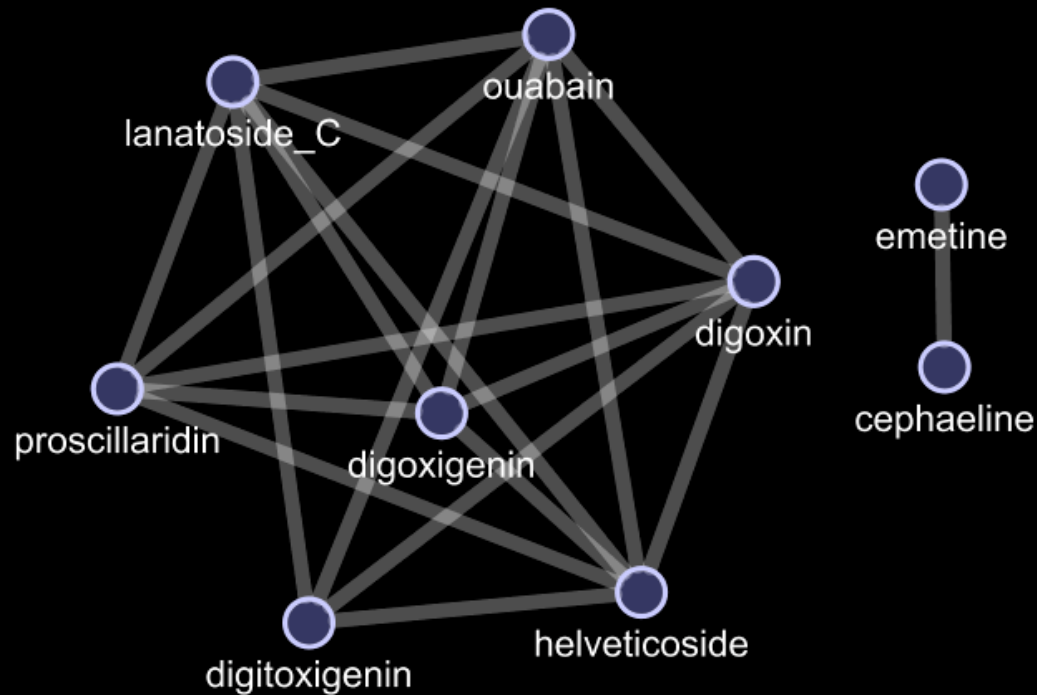 ouabain
lanatoside_C
emetine
digoxin
cephaeline
proscillaridin
digoxigenin
helveticoside
digitoxigenin